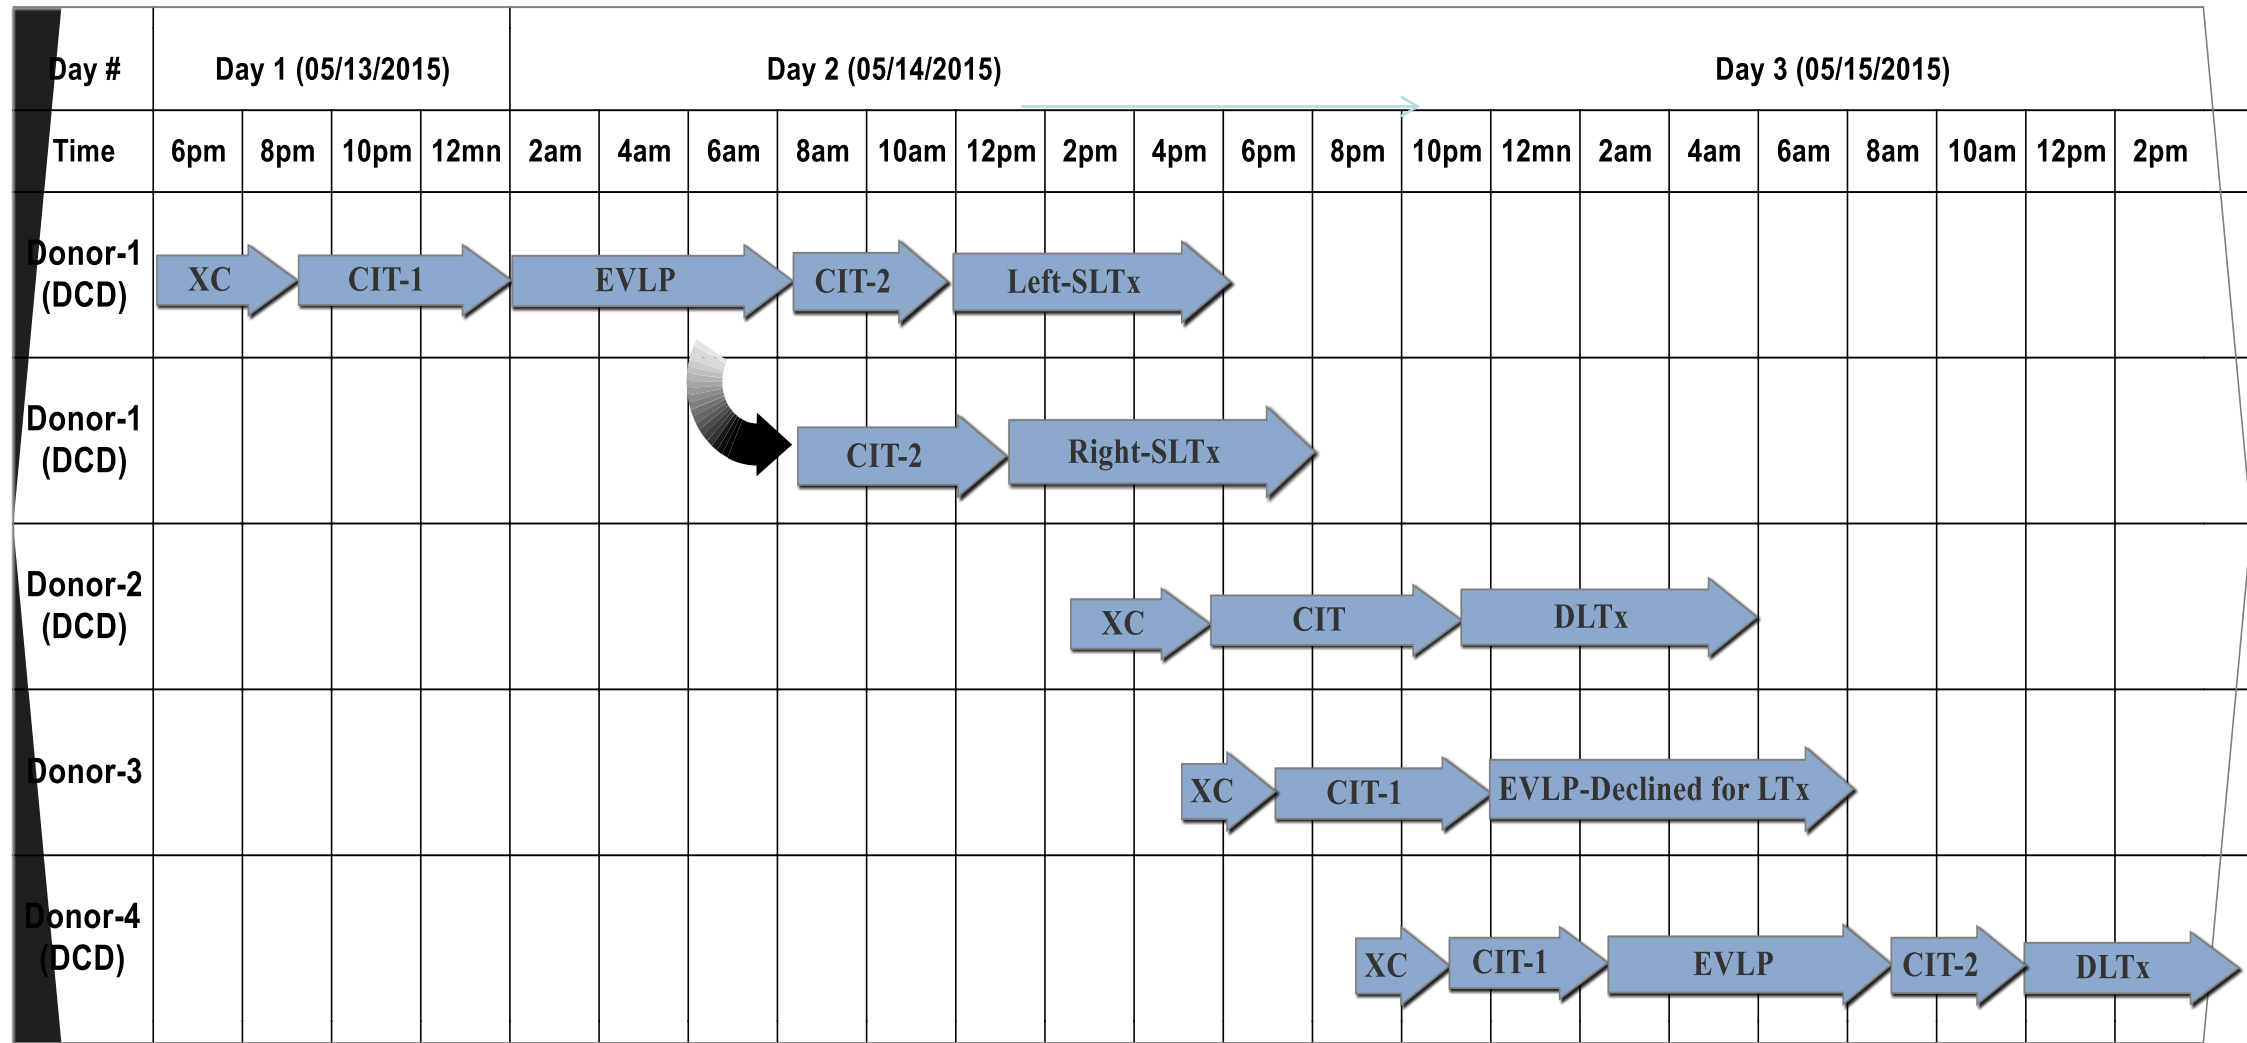 Day # Day 1 (05/13/2015) Day 2 (05/14/2015) Day 3 (05/15/2015)
Time 6pm 8pm 10pm 12mn 2am 4am 6am 8am 10am 12pm 2pm 4pm 6pm 8pm 10pm 12mn 2am 4am 6am 8am 10am 12pm 2pm
Donor-1
(DCD)
XC CIT-1 EVLP CIT-2 Left-SLTx
Donor-1
(DCD)
CIT-2 Right-SLTx
Donor-2
(DCD)
XC CIT DLTx
Donor-3
XC CIT-1 EVLP-Declined for LTx
Donor-4
(DCD)
XC CIT-1 EVLP CIT-2 DLTx